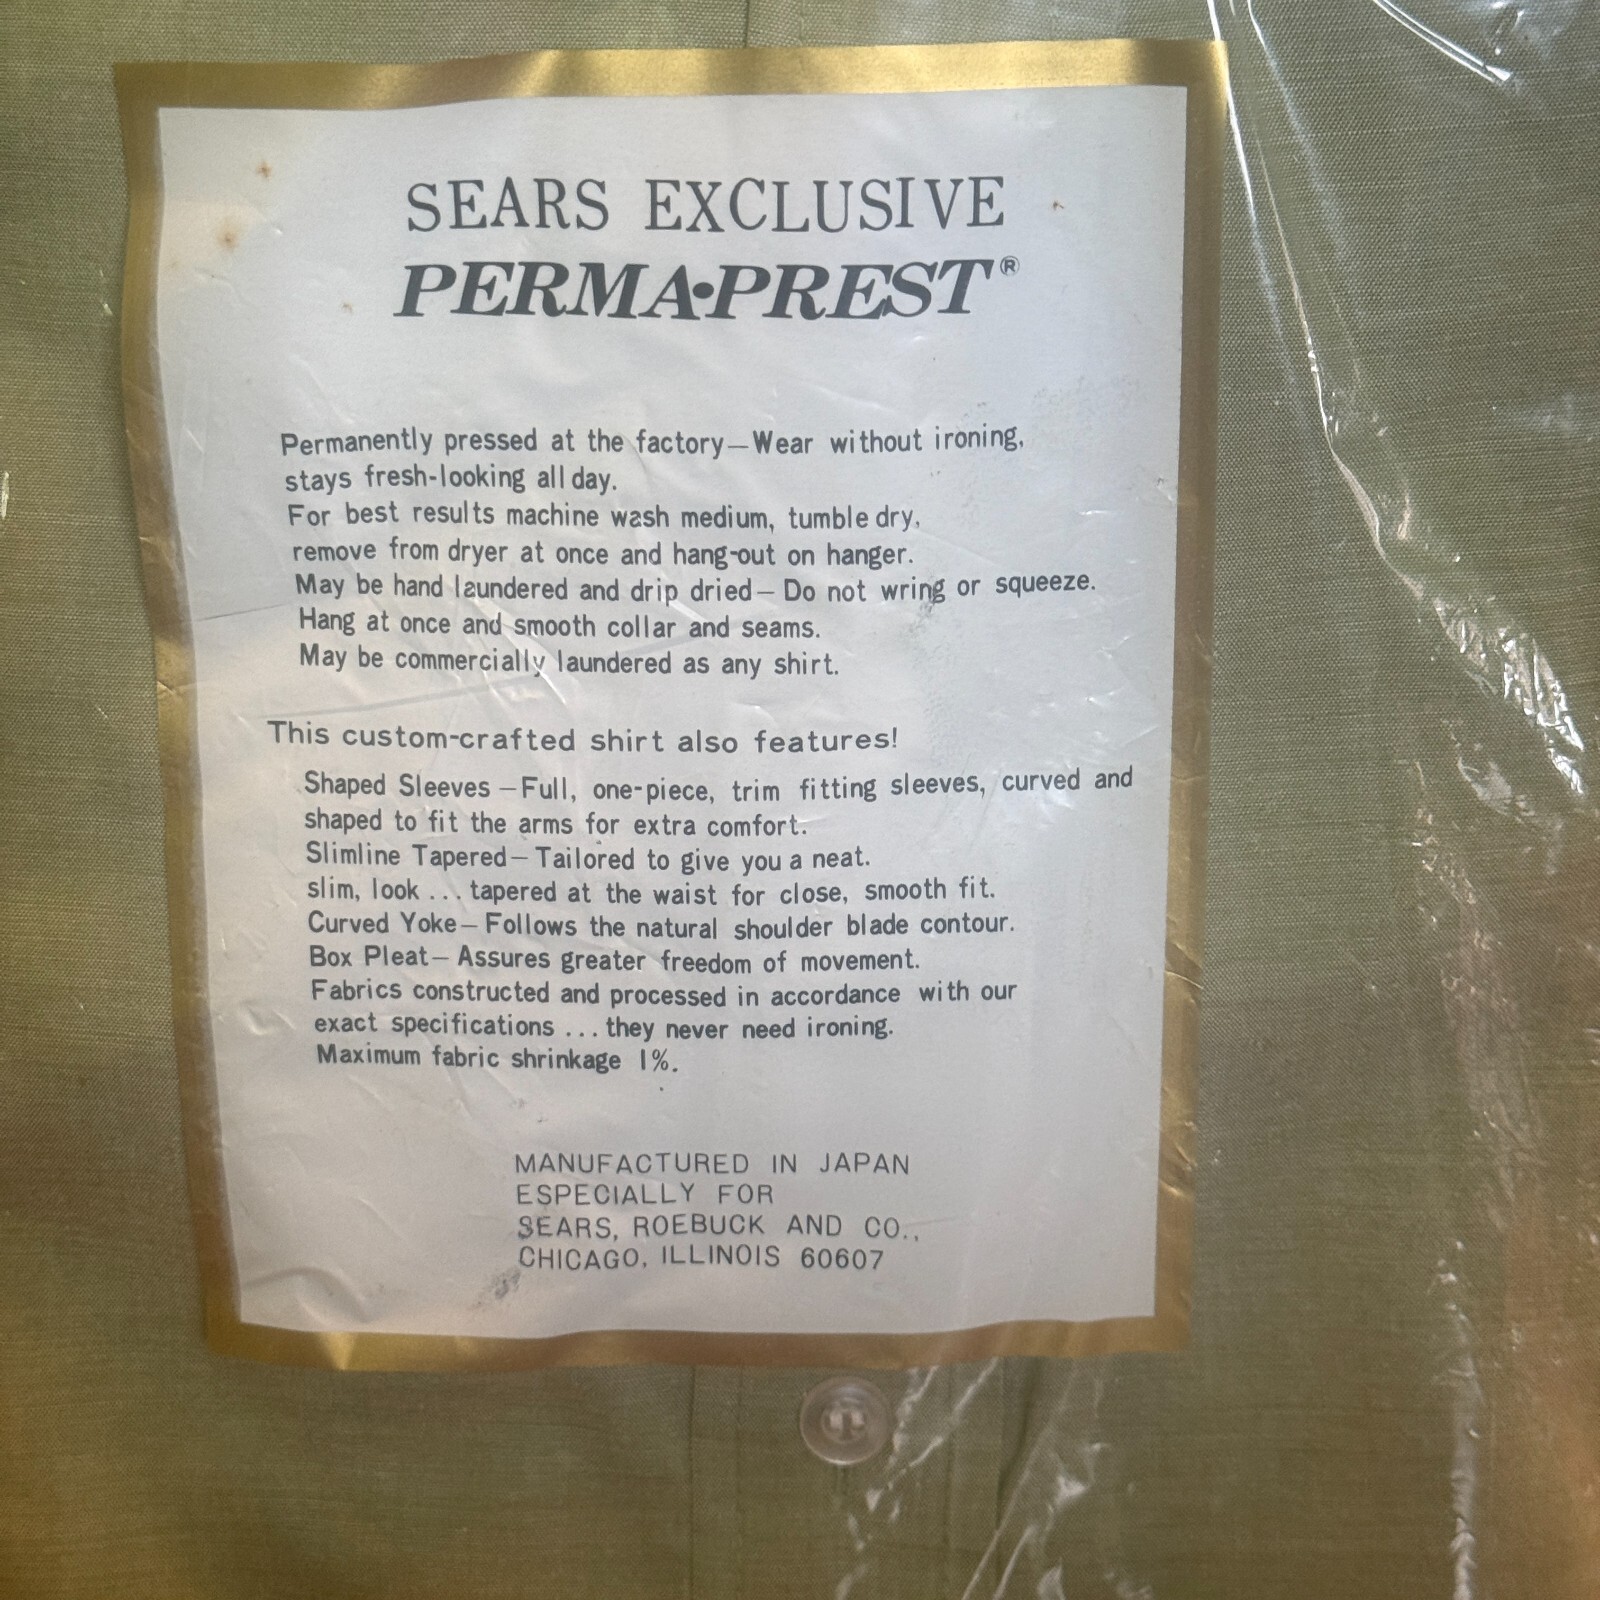 SEARS EXCLUSIVE
PERMA•PREST®
Permanently pressed at the factory—Wear without ironing,
stays fresh-looking all day.
For best results machine wash medium, tumble dry,
remove from dryer at once and hang-out on hanger.
May be hand laundered and drip dried— Do not wring or squeeze.
Hang at once and smooth collar and seams.
May be commercially laundered as any shirt.
This custom-crafted shirt also features!
Shaped Sleeves —Full, one-piece, trim fitting sleeves, curved and
shaped to fit the arms for extra comfort.
Slimline Tapered— Tailored to give you a neat.
slim, look ... tapered at the waist for close, smooth fit.
Curved Yoke— Follows the natural shoulder blade contour.
Box Pleat— Assures greater freedom of movement.
Fabrics constructed and processed in accordance with our
exact specifications ... they never need ironing.
Maximum fabric shrinkage 1%.
MANUFACTURED IN JAPAN
ESPECIALLY FOR
SEARS, ROEBUCK AND CO.,
CHICAGO, ILLINOIS 60607